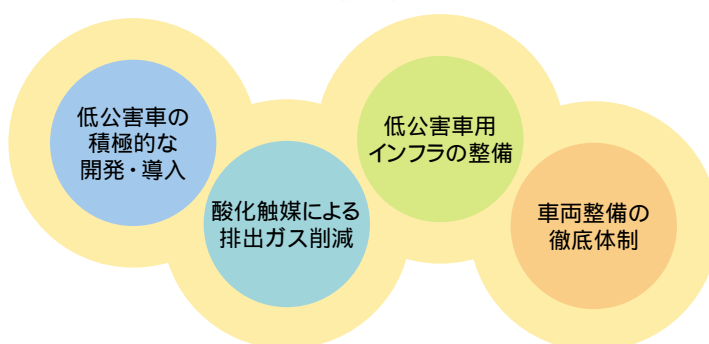 低公害車の
積極的な
開発・導入
酸化触媒による
排出ガス削減
低公害車用
インフラの整備
車両整備の
徹底体制